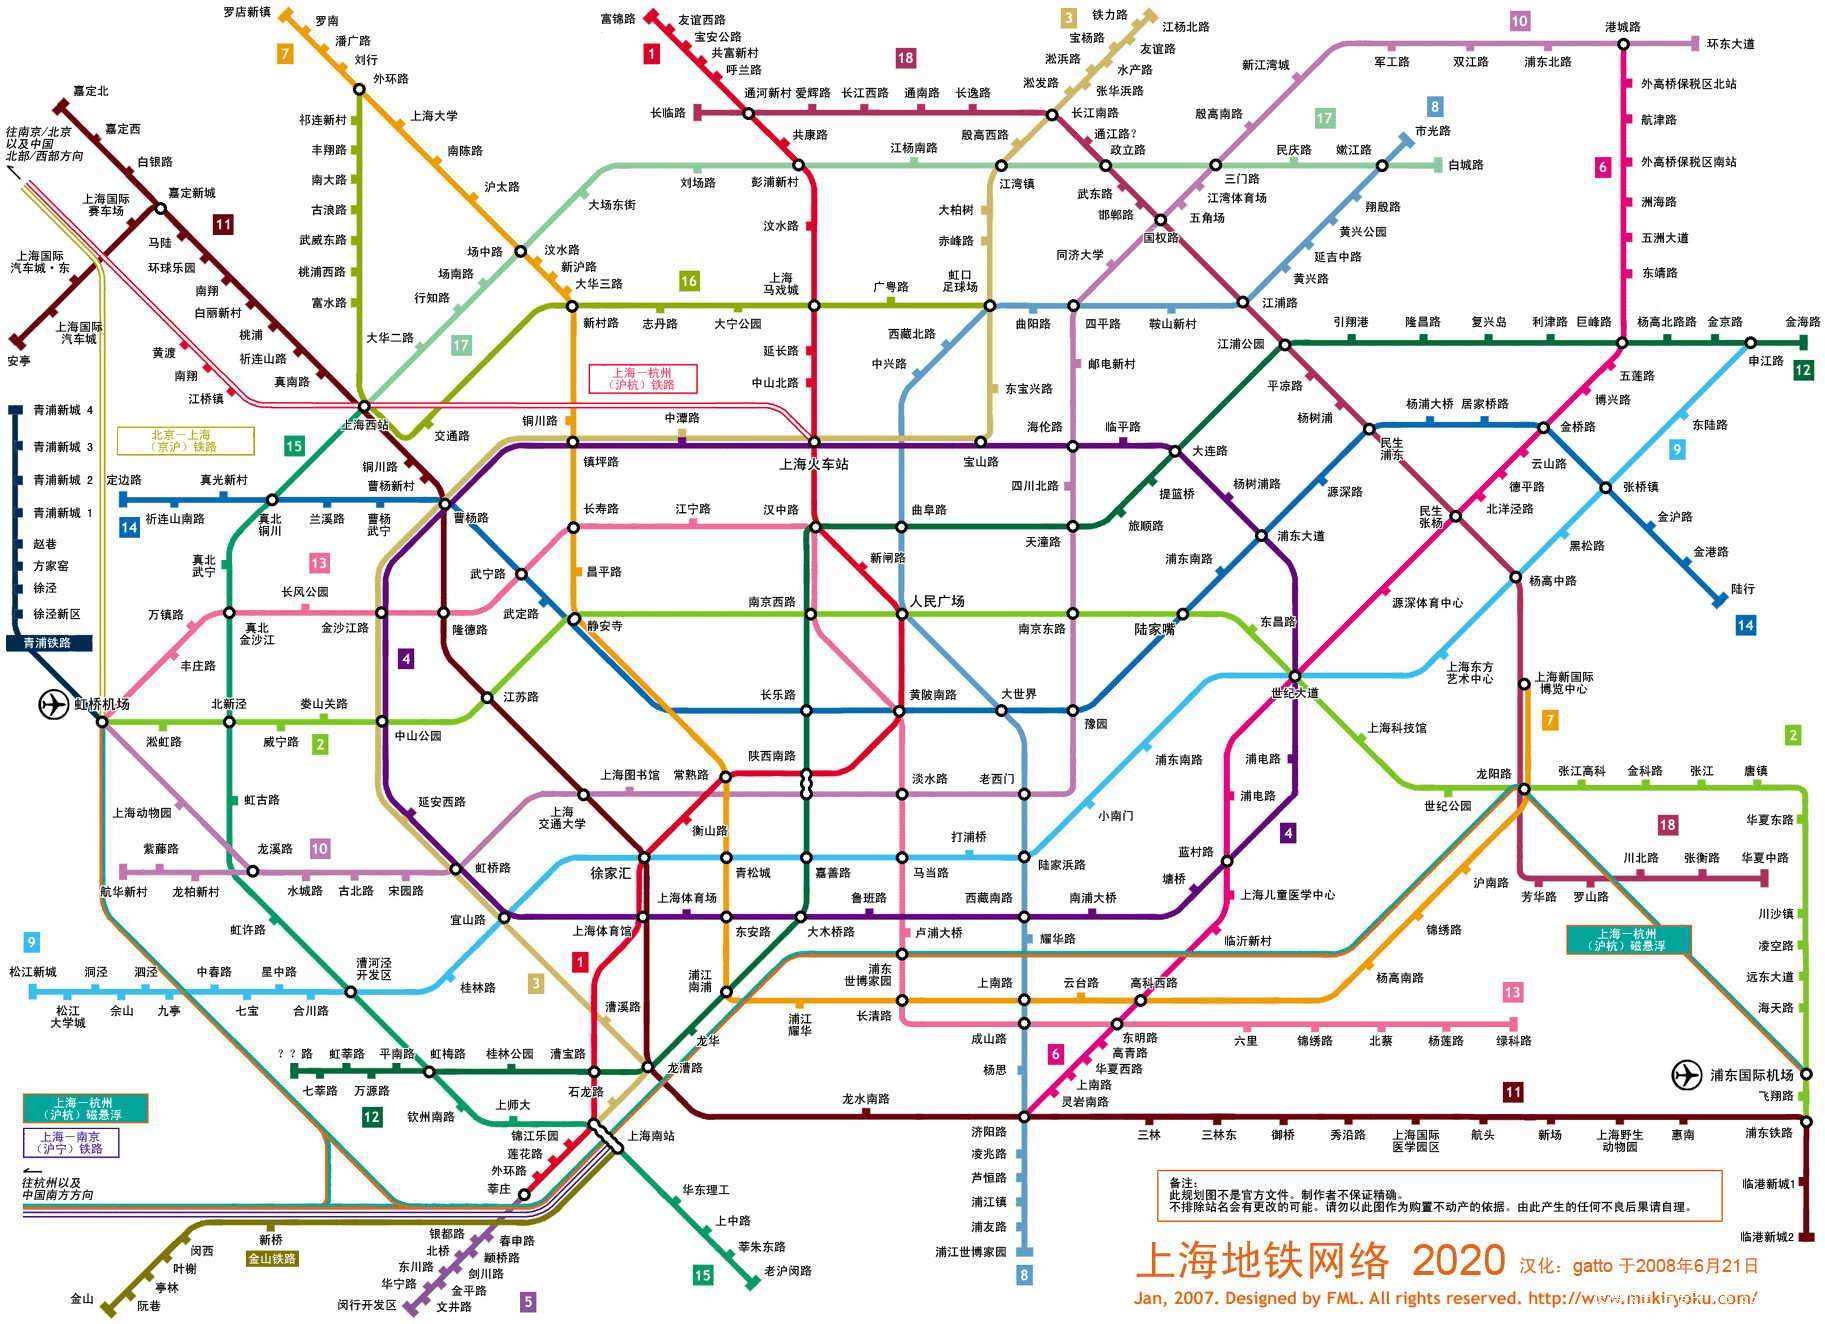 罗店新镇
罗南
潘广路
刘行
外环路
7
上海大学
南陈路
沪太路
祁连新村
丰翔路
南大路
古浪路
武威东路
桃浦西路
富水路
富锦路
友谊西路
宝安公路
共富新村
呼兰路
1
18
长临路
通河新村
爱辉路
长江西路
通南路
长逸路
共康路
3
铁力路
江杨北路
宝杨路
友谊路
淞浜路
水产路
淞发路
张华浜路
长江南路
殷高西路
通江路?
政立路
10
港城路
环东大道
新江湾城
军工路
双江路
浦东北路
殷高南路
17
8
市光路
外高桥保税区北站
航津路
6
外高桥保税区南站
洲海路
五洲大道
东靖路
嘉定北
嘉定西
白银路
往南京/北京
以及中国
北部/西部方向
上海国际
赛车场
嘉定新城
11
马陆
环球乐园
南翔
白丽新村
桃浦
祁连山路
真南路
上海国际
汽车城·东
上海国际
汽车城
安亭
黄渡
南翔
江桥镇
江杨南路
刘场路
彭浦新村
江湾镇
三门路
民庆路
嫩江路
白城路
大场东街
场中路
汶水路
场南路
新沪路
行知路
大华三路
大华二路
17
汶水路
大柏树
赤峰路
武东路
邯郸路
国权路
江湾体育场
五角场
翔殷路
黄兴公园
延吉中路
黄兴路
同济大学
上海
马戏城
16
广粤路
虹口
足球场
新村路
志丹路
大宁公园
西藏北路
曲阳路
四平路
鞍山新村
江浦路
中兴路
延长路
中山北路
上海—杭州
（沪杭）铁路
东宝兴路
邮电新村
江浦公园
引翔港
隆昌路
复兴岛
利津路
巨峰路
杨高北路路
金京路
金海路
12
申江路
平凉路
杨树浦
民生
浦东
五莲路
博兴路
杨浦大桥
居家桥路
金桥路
东陆路
9
青浦新城 4
青浦新城 3
青浦新城 2
青浦新城 1
赵巷
方家窑
徐泾
徐泾新区
青浦铁路
北京—上海
（京沪）铁路
上海西站
15
交通路
铜川路
中潭路
铜川路
曹杨新村
镇坪路
上海火车站
宝山路
海伦路
临平路
大连路
定边路
真光新村
14
祁连山南路
真北
铜川
兰溪路
曹杨
武宁
曹杨路
长寿路
江宁路
汉中路
曲阜路
四川北路
天潼路
提篮桥
旅顺路
杨树浦路
源深路
浦东大道
浦东南路
云山路
德平路
北洋泾路
民生
张杨
张桥镇
金沪路
黑松路
金港路
陆行
14
真北
武宁
13
武宁路
昌平路
新闸路
杨高中路
万镇路
长风公园
真北
金沙江
金沙江路
隆德路
武定路
静安寺
南京西路
人民广场
南京东路
陆家嘴
东昌路
源深体育中心
丰庄路
4
虹桥机场
北新泾
娄山关路
江苏路
长乐路
黄陂南路
大世界
豫园
世纪大道
上海东方
艺术中心
上海新国际
博览中心
7
淞虹路
威宁路
2
中山公园
陕西南路
浦东南路
浦电路
上海科技馆
2
龙阳路
张江高科
金科路
张江
唐镇
世纪公园
华夏东路
上海动物园
虹古路
延安西路
上海图书馆
常熟路
上海
交通大学
淡水路
老西门
小南门
浦电路
4
18
紫藤路
龙溪路
10
航华新村
龙柏新村
水城路
古北路
宋园路
虹桥路
衡山路
徐家汇
青松城
嘉善路
马当路
打浦桥
陆家浜路
蓝村路
塘桥
上海儿童医学中心
川北路
张衡路
华夏中路
芳华路
罗山路
沪南路
锦绣路
川沙镇
凌空路
远东大道
海天路
虹许路
宜山路
上海体育场
上海体育馆
东安路
大木桥路
鲁班路
西藏南路
南浦大桥
临沂新村
卢浦大桥
耀华路
上海—杭州
（沪杭）磁悬浮
9
松江新城
洞泾
泗泾
中春路
星中路
漕河泾
开发区
松江
大学城
佘山
九亭
七宝
合川路
桂林路
3
1
漕溪路
浦江
南浦
浦江
耀华
浦东
世博家园
长清路
上南路
云台路
高科西路
杨高南路
13
成山路
东明路
六里
锦绣路
北蔡
杨莲路
绿科路
6
高青路
华夏西路
上南路
灵岩南路
杨思
??路
虹莘路
平南路
虹梅路
桂林公园
漕宝路
龙华
龙漕路
七莘路
万源路
石龙路
12
钦州南路
上师大
锦江乐园
莲花路
外环路
莘庄
上海南站
龙水南路
济阳路
三林
三林东
御桥
秀沿路
上海国际
医学园区
航头
新场
上海野生
动物园
惠南
11
浦东国际机场
飞翔路
浦东铁路
临港新城1
临港新城2
上海—杭州
（沪杭）磁悬浮
上海—南京
（沪宁）铁路
往杭州以及
中国南方方向
新桥
金山铁路
闵西
叶榭
亭林
阮巷
金山
银都路
春申路
北桥
颛桥路
东川路
剑川路
华宁路
金平路
闵行开发区
文井路
5
华东理工
上中路
莘朱东路
老沪闵路
15
凌兆路
芦恒路
浦江镇
浦友路
浦江世博家园
8
备注:
此规划图不是官方文件。制作者不保证精确。
不排除站名会有更改的可能。请勿以此图作为购置不动产的依据。由此产生的任何不良后果请自理。
上海地铁网络 2020 汉化：gatto 于2008年6月21日
Jan, 2007. Designed by FML. All rights reserved. http://www.mukiryoku.com/